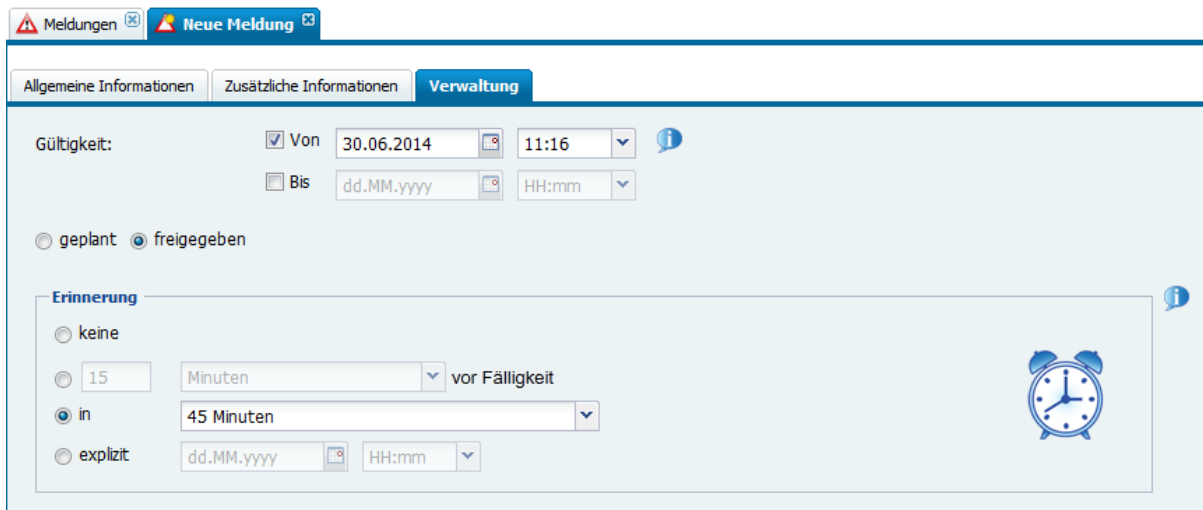 Meldungen Neue Meldung
Allgemeine Informationen Zusätzliche Informationen Verwaltung
Gültigkeit: Von 30.06.2014 11:16
Bis dd.MM.yyyy HH:mm
geplant freigegeben
Erinnerung
keine
15 Minuten vor Fälligkeit
in 45 Minuten
explizit dd.MM.yyyy HH:mm